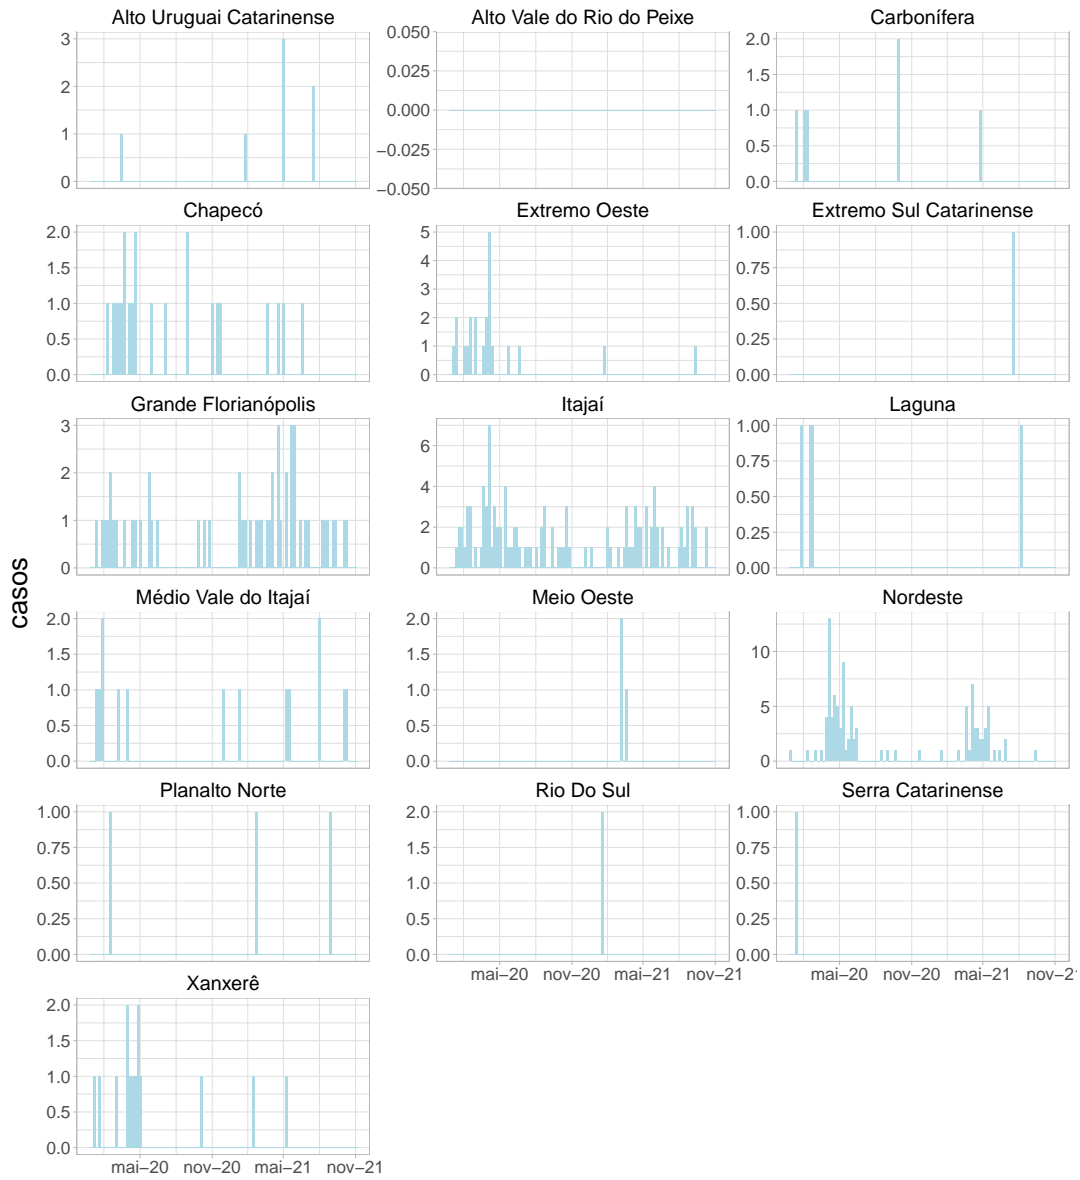 Alto Uruguai Catarinense Alto Vale do Rio do Peixe Carbonífera
3 0.050 2.0
0.025 1.5
2
0.000 1.0
1
−0.025 0.5
0 −0.050 0.0
Chapecó Extremo Oeste Extremo Sul Catarinense
2.0 5 1.00
1.5 4 0.75
3
1.0 0.50
2
0.5 1 0.25
0.0 0 0.00
Grande Florianópolis Itajaí Laguna
3 1.00
6
2 0.75
4 0.50
1 2 0.25
0 0 0.00
casos
Médio Vale do Itajaí Meio Oeste Nordeste
2.0 2.0
1.5 1.5 10
1.0 1.0
5
0.5 0.5
0.0 0.0 0
Planalto Norte Rio Do Sul Serra Catarinense
1.00 2.0 1.00
0.75 1.5 0.75
0.50 1.0 0.50
0.25 0.5 0.25
0.00 0.0 0.00
mai−20 nov−20 mai−21 nov−21 mai−20 nov−20 mai−21 nov−21
Xanxerê
2.0
1.5
1.0
0.5
0.0
mai−20 nov−20 mai−21 nov−21